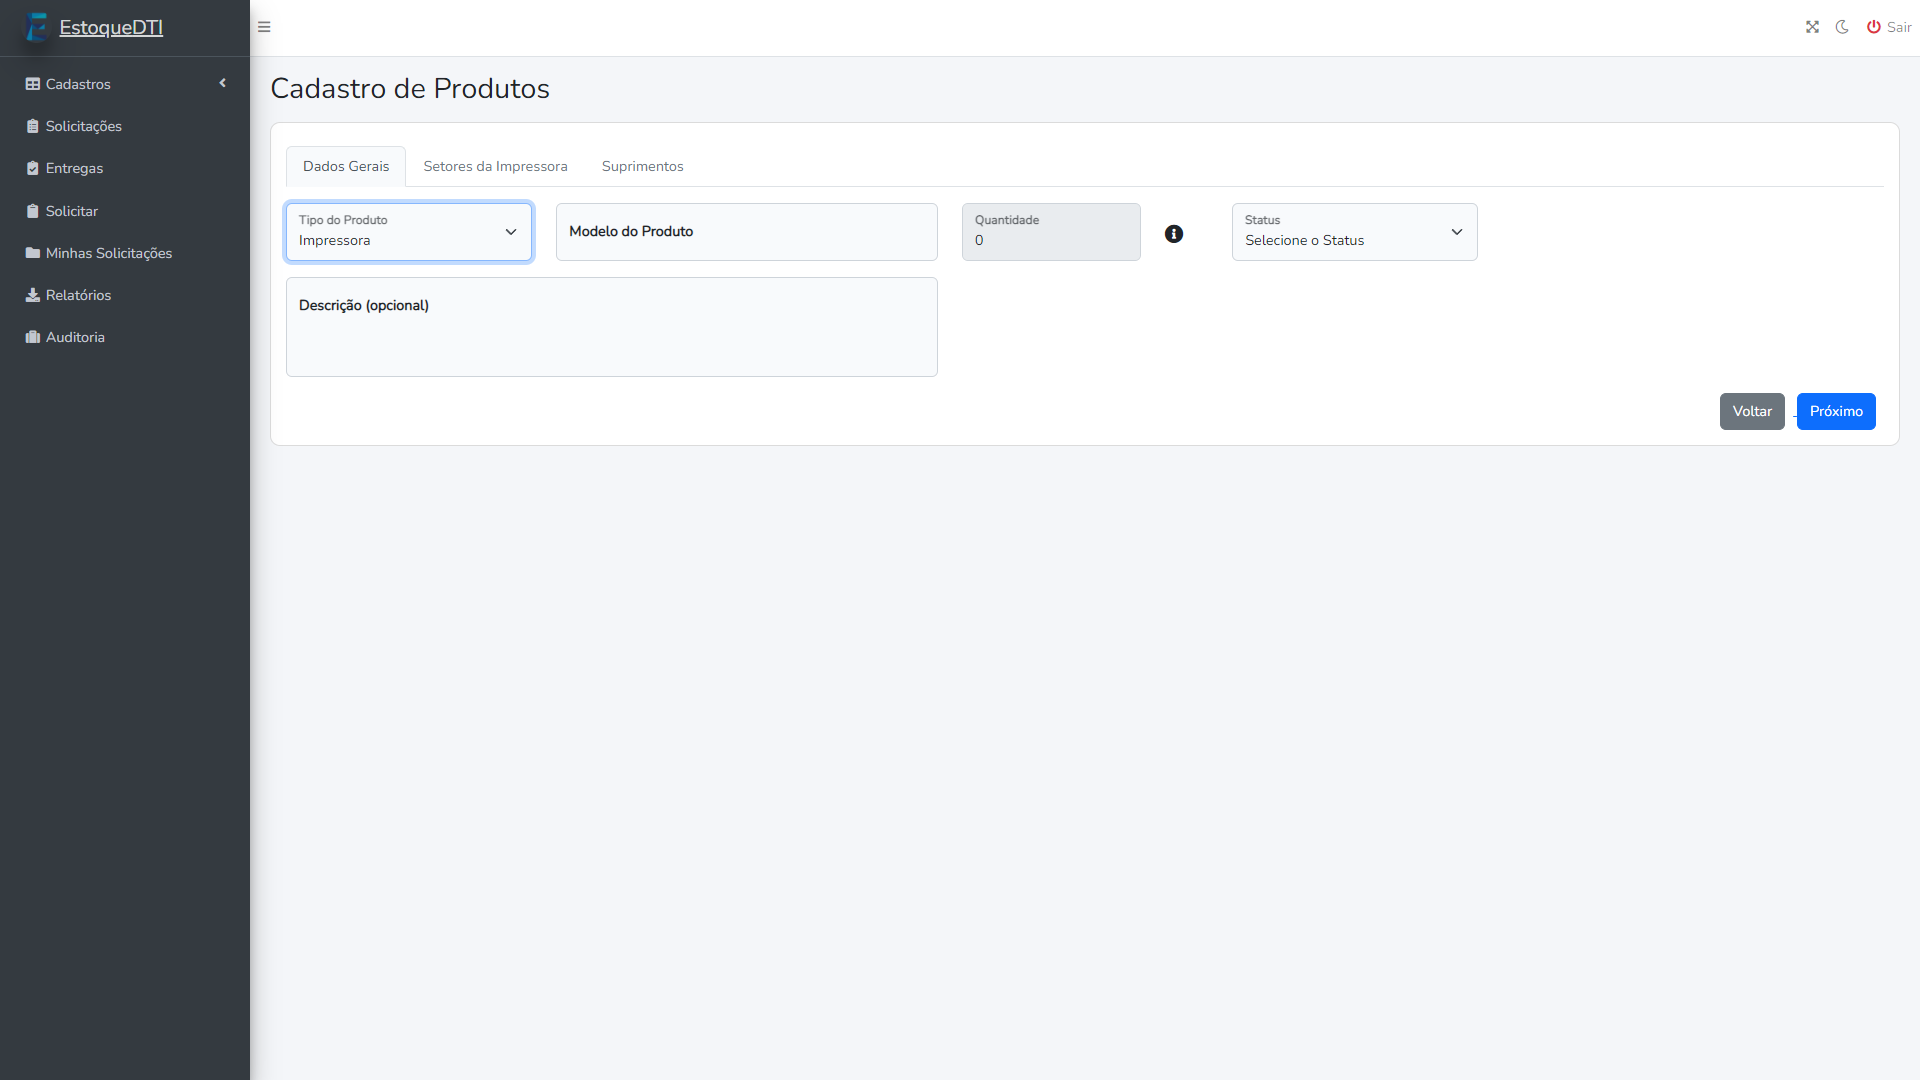 EstoqueDTI
Sair
Cadastros
Solicitações
Entregas
Solicitar
Minhas Solicitações
Relatórios
Auditoria
Cadastro de Produtos
Dados Gerais
Setores da Impressora
Suprimentos
Tipo do Produto
Impressora
Modelo do Produto
Quantidade
0
Status
Selecione o Status
Descrição (opcional)
Voltar
Próximo